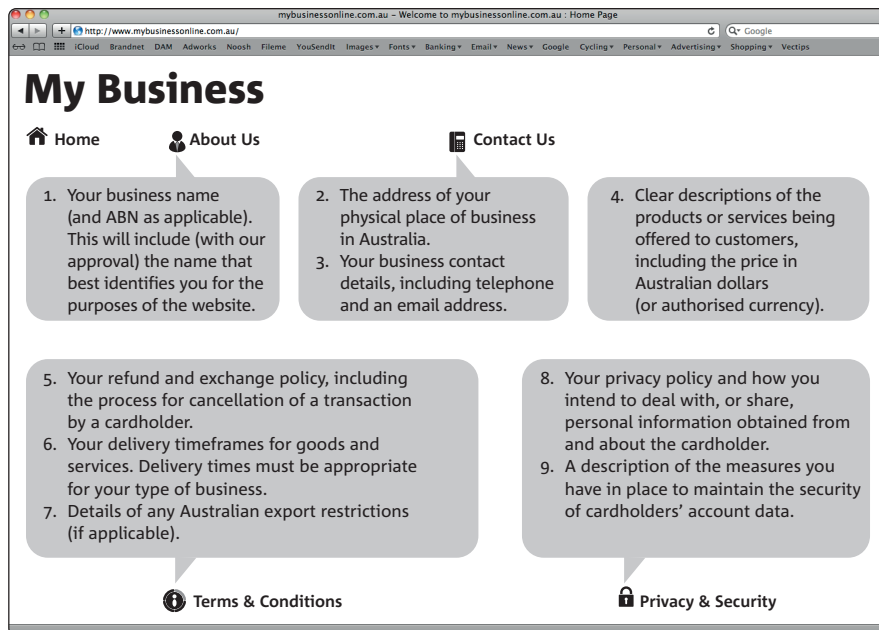 mybusinessonline.com.au – Welcome to mybusinessonline.com.au : Home Page
http://www.mybusinessonline.com.au/
Google
iCloud Brandnet DAM Adworks Noosh Fileme YouSendIt Images Fonts Banking Email News Google Cycling Personal Advertising Shopping Vectips
My Business
Home About Us Contact Us
1. Your business name
(and ABN as applicable).
This will include (with our
approval) the name that
best identifies you for the
purposes of the website.
2. The address of your
physical place of business
in Australia.
3. Your business contact
details, including telephone
and an email address.
4. Clear descriptions of the
products or services being
offered to customers,
including the price in
Australian dollars
(or authorised currency).
5. Your refund and exchange policy, including
the process for cancellation of a transaction
by a cardholder.
6. Your delivery timeframes for goods and
services. Delivery times must be appropriate
for your type of business.
7. Details of any Australian export restrictions
(if applicable).
8. Your privacy policy and how you
intend to deal with, or share,
personal information obtained from
and about the cardholder.
9. A description of the measures you
have in place to maintain the security
of cardholders' account data.
Terms & Conditions
Privacy & Security